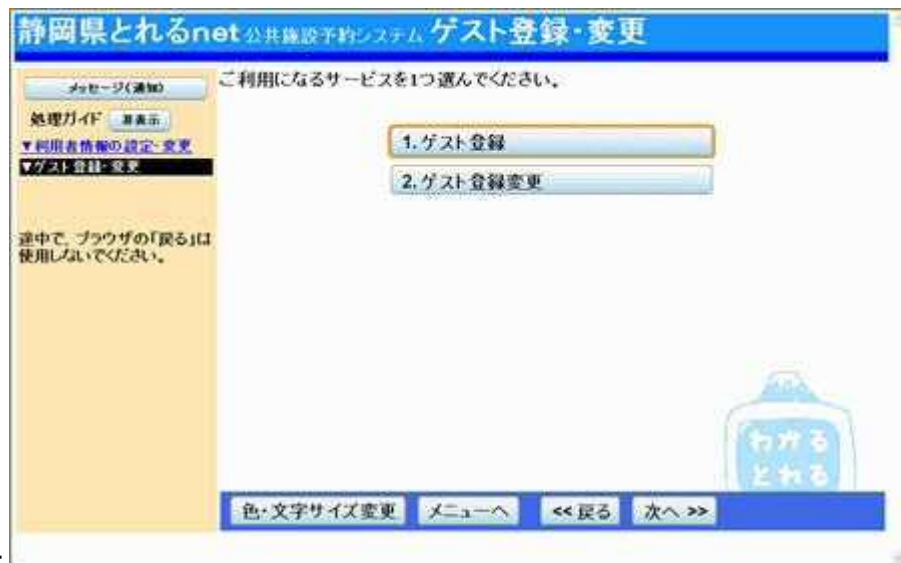 静岡県とれるnet 公共施設予約システム ゲスト登録・変更
メッセージ(通知)
処理ガイド 非表示
▼利用者情報の設定・変更
▼ゲスト登録・変更
途中で、ブラウザの「戻る」は
使用しないでください。
ご利用になるサービスを1つ選んでください。
1.ゲスト登録
2.ゲスト登録変更
わかる
とれる
色・文字サイズ変更 メニューへ << 戻る 次へ >>